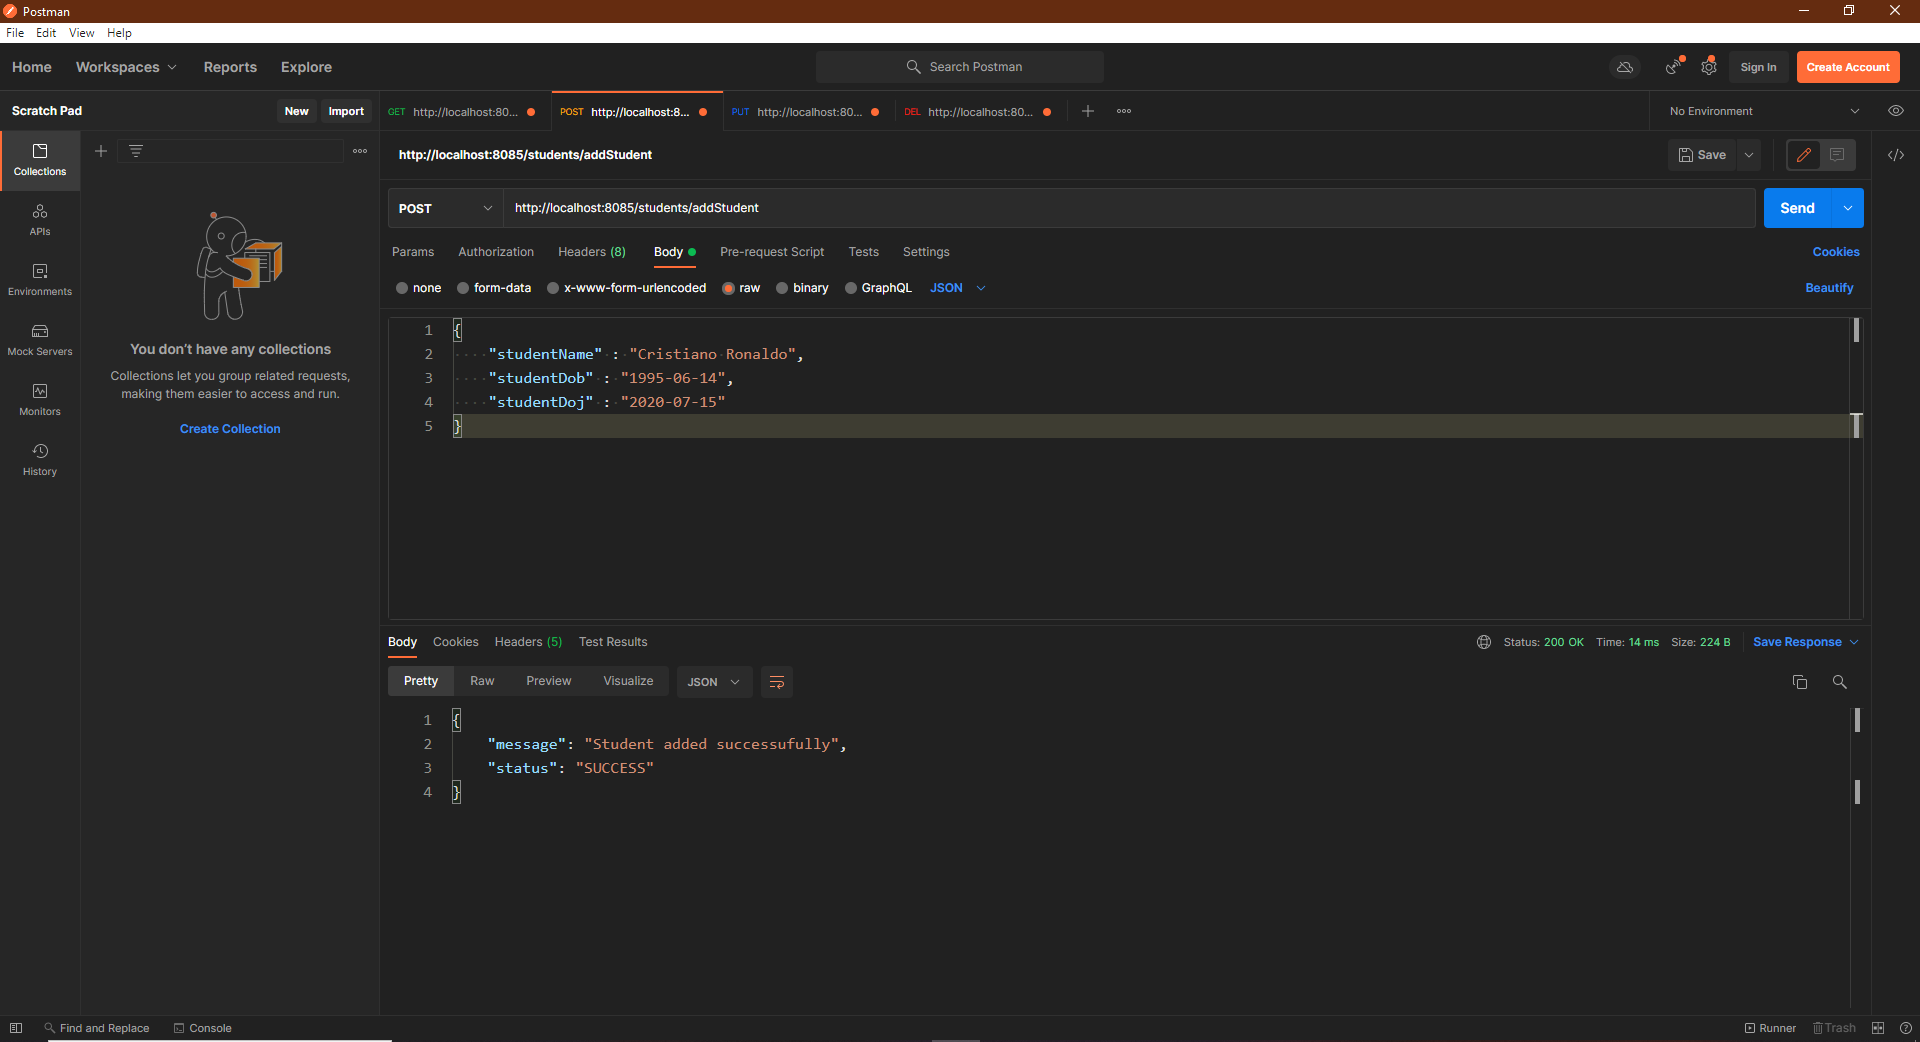 Postman
File Edit View Help
Home Workspaces Reports Explore Search Postman Sign In Create Account
Scratch Pad New Import GET http://localhost:80... POST http://localhost:8... PUT http://localhost:80... DEL http://localhost:80... No Environment
Collections
APIs
Environments
Mock Servers
Monitors
History
You don't have any collections
Collections let you group related requests,
making them easier to access and run.
Create Collection
http://localhost:8085/students/addStudent Save
POST http://localhost:8085/students/addStudent Send
Params Authorization Headers (8) Body Pre-request Script Tests Settings Cookies
none form-data x-www-form-urlencoded raw binary GraphQL JSON Beautify
1 {
2 "studentName" : "Cristiano Ronaldo",
3 "studentDob" : "1995-06-14",
4 "studentDoj" : "2020-07-15"
5 }
Body Cookies Headers (5) Test Results Status: 200 OK Time: 14 ms Size: 224 B Save Response
Pretty Raw Preview Visualize JSON
1 {
2 "message": "Student added successufully",
3 "status": "SUCCESS"
4 }
Find and Replace Console Runner Trash